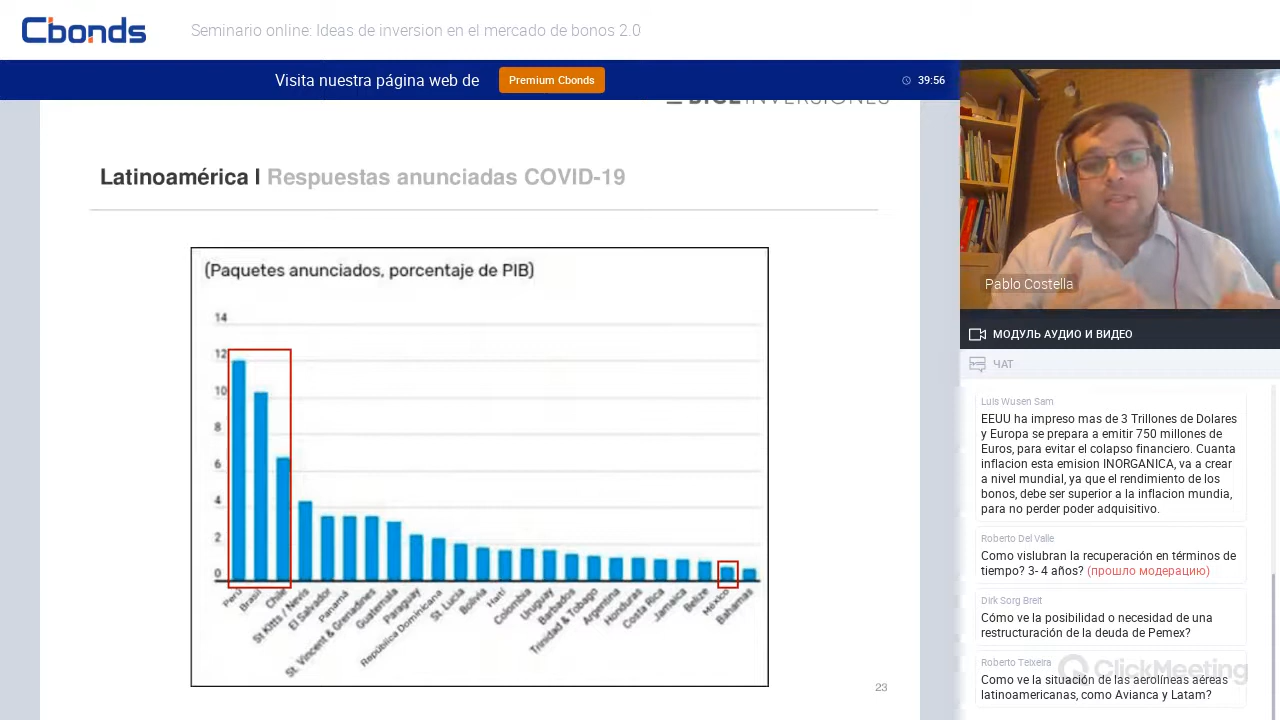 Cbonds
Seminario online: Ideas de inversion en el mercado de bonos 2.0
Visita nuestra página web de
Premium Cbonds
39:56
BICE INVERSIONES
Latinoamérica | Respuestas anunciadas COVID-19
(Paquetes anunciados, porcentaje de PIB)
14
12
10
8
6
4
2
0
Perú
Brasil
Chile
St Kitts / Nevis
El Salvador
Panamá
St. Vincent & Grenadines
Guatemala
Paraguay
República Dominicana
St. Lucia
Bolivia
Haití
Colombia
Uruguay
Barbados
Trinidad & Tobago
Argentina
Honduras
Costa Rica
Jamaica
Belize
México
Bahamas
23
Pablo Costella
МОДУЛЬ АУДИО И ВИДЕО
ЧАТ
Luis Wusen Sam
EEUU ha impreso mas de 3 Trillones de Dolares
y Europa se prepara a emitir 750 millones de
Euros, para evitar el colapso financiero. Cuanta
inflacion esta emision INORGANICA, va a crear
a nivel mundial, ya que el rendimiento de los
bonos, debe ser superior a la inflacion mundia,
para no perder poder adquisitivo.
Roberto Del Valle
Como vislubran la recuperación en términos de
tiempo? 3- 4 años? (прошло модерацию)
Dirk Sorg Breit
Cómo ve la posibilidad o necesidad de una
restructuración de la deuda de Pemex?
Roberto Teixeira
Como ve la situación de las aerolíneas aéreas
latinoamericanas, como Avianca y Latam?
ClickMeeting